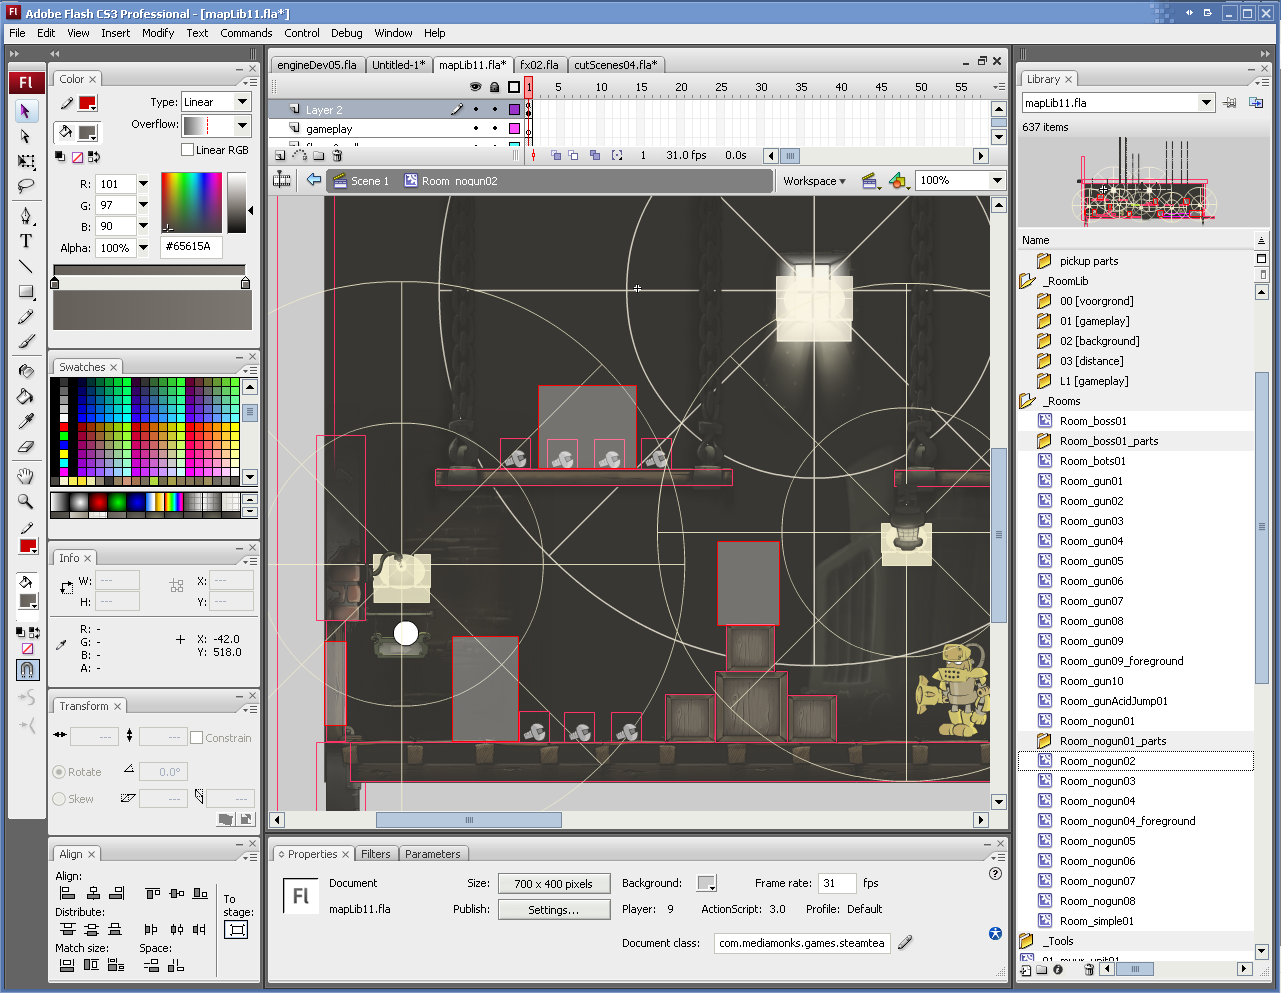 Adobe Flash CS3 Professional - [mapLib11.fla*]
File Edit View Insert Modify Text Commands Control Debug Window Help
Fl
Color
Type: Linear
Overflow:
Linear RGB
R: 101
G: 97
B: 90
Alpha: 100%
#65615A
Swatches
Info
W: ---
H: ---
X: ---
Y: ---
R: -
G: -
B: -
A: -
X: -42.0
Y: 518.0
Transform
---
---
Constrain
Rotate
0.0°
Skew
---
---
Align
Align:
Distribute:
Match size:
Space:
To stage:
engineDev05.fla
Untitled-1*
mapLib11.fla*
fx02.fla
cutScenes04.fla*
1 5 10 15 20 25 30 35 40 45 50 55
Layer 2
gameplay
1 31.0 fps 0.0s
Scene 1
Room_nogun02
Workspace
100%
Properties
Filters
Parameters
Fl
Document
mapLib11.fla
Size: 700 x 400 pixels
Background:
Frame rate: 31 fps
Publish: Settings...
Player: 9
ActionScript: 3.0
Profile: Default
Document class: com.mediamonks.games.steamtea
Library
mapLib11.fla
637 items
Name
pickup parts
_RoomLib
00 [voorgrond]
01 [gameplay]
02 [background]
03 [distance]
L1 [gameplay]
_Rooms
Room_boss01
Room_boss01_parts
Room_bots01
Room_gun01
Room_gun02
Room_gun03
Room_gun04
Room_gun05
Room_gun06
Room_gun07
Room_gun08
Room_gun09
Room_gun09_foreground
Room_gun10
Room_gunAcidJump01
Room_nogun01
Room_nogun01_parts
Room_nogun02
Room_nogun03
Room_nogun04
Room_nogun04_foreground
Room_nogun05
Room_nogun06
Room_nogun07
Room_nogun08
Room_simple01
_Tools